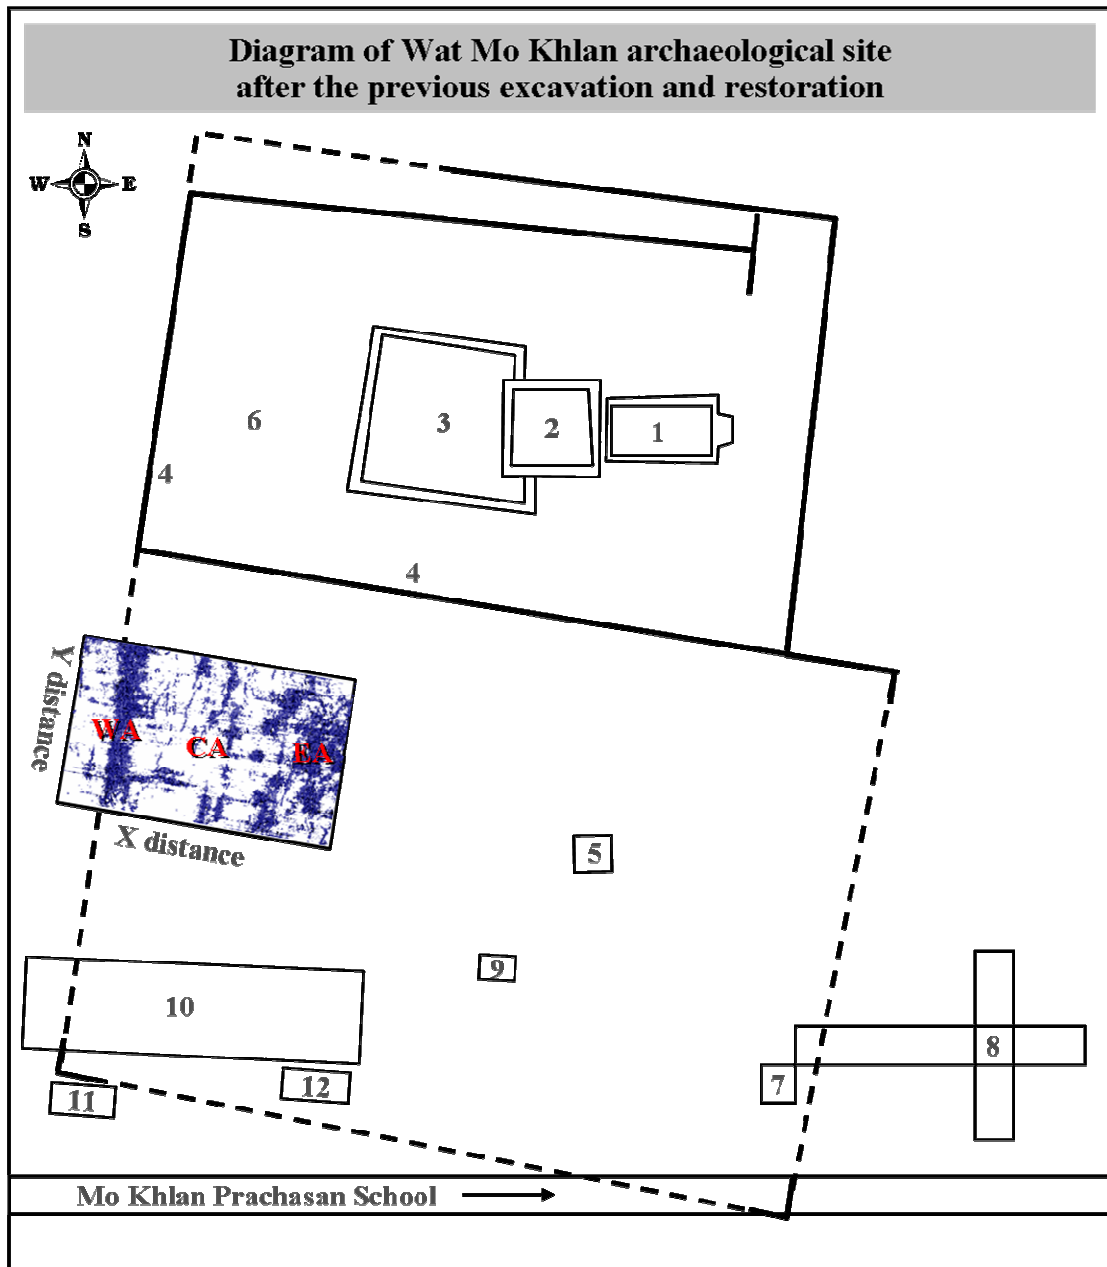 Diagram of Wat Mo Khlan archaeological site
after the previous excavation and restoration
N
W E
S
6
3
2
1
4
4
Y distance
WA
CA
EA
X distance
5
9
10
8
7
12
11
Mo Khlan Prachasan School